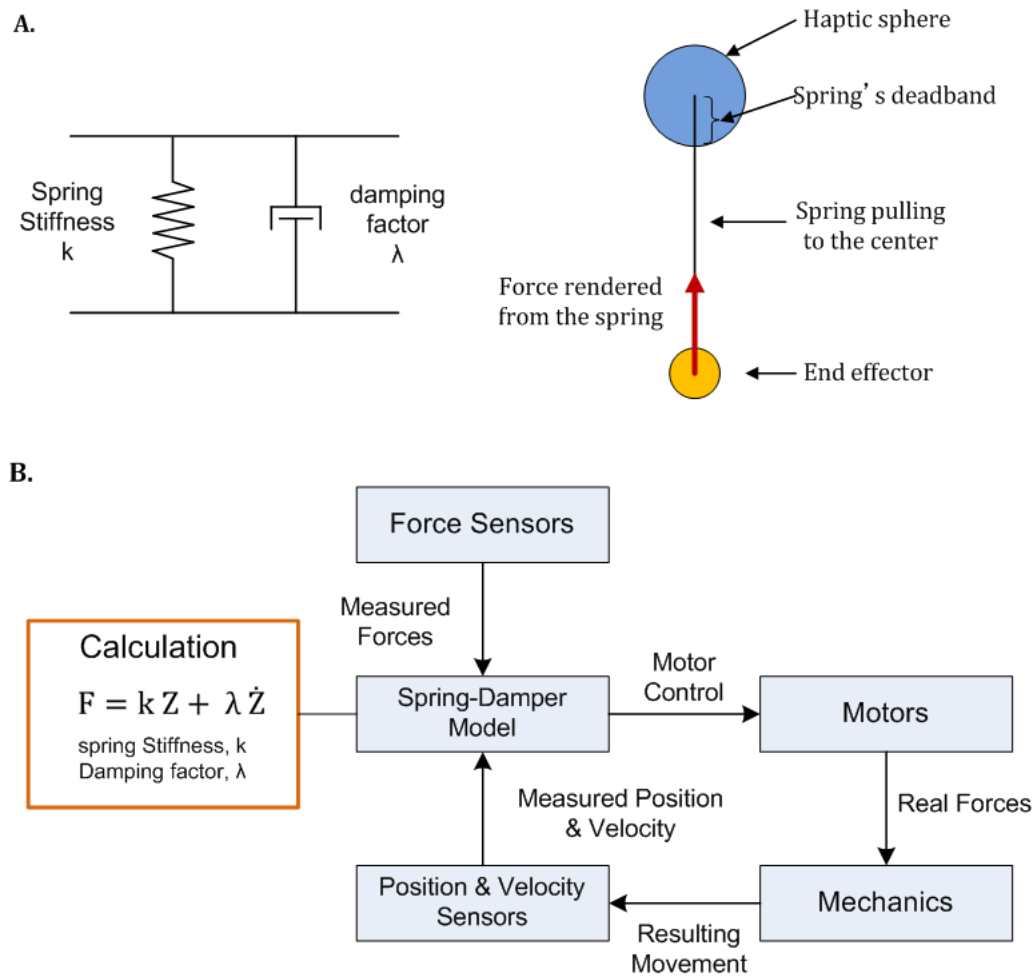 A.
Haptic sphere
Spring's deadband
Spring
Stiffness
k
damping
factor
λ
Spring pulling
to the center
Force rendered
from the spring
End effector
B.
Force Sensors
Measured
Forces
Calculation
F = k Z + λ Ż
spring Stiffness, k
Damping factor, λ
Spring-Damper
Model
Motor
Control
Motors
Measured Position
& Velocity
Real Forces
Position & Velocity
Sensors
Mechanics
Resulting
Movement